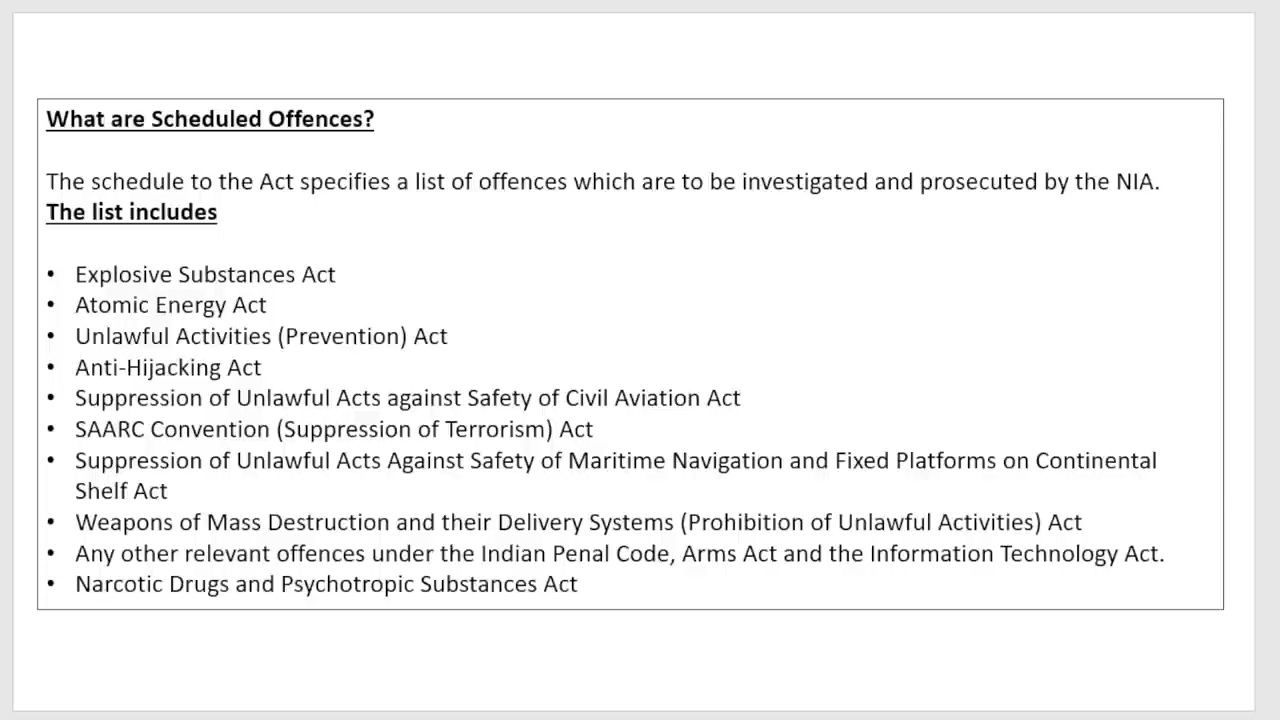 What are Scheduled Offences?
The schedule to the Act specifies a list of offences which are to be investigated and prosecuted by the NIA.
The list includes
• Explosive Substances Act
• Atomic Energy Act
• Unlawful Activities (Prevention) Act
• Anti-Hijacking Act
• Suppression of Unlawful Acts against Safety of Civil Aviation Act
• SAARC Convention (Suppression of Terrorism) Act
• Suppression of Unlawful Acts Against Safety of Maritime Navigation and Fixed Platforms on Continental
Shelf Act
• Weapons of Mass Destruction and their Delivery Systems (Prohibition of Unlawful Activities) Act
• Any other relevant offences under the Indian Penal Code, Arms Act and the Information Technology Act.
• Narcotic Drugs and Psychotropic Substances Act